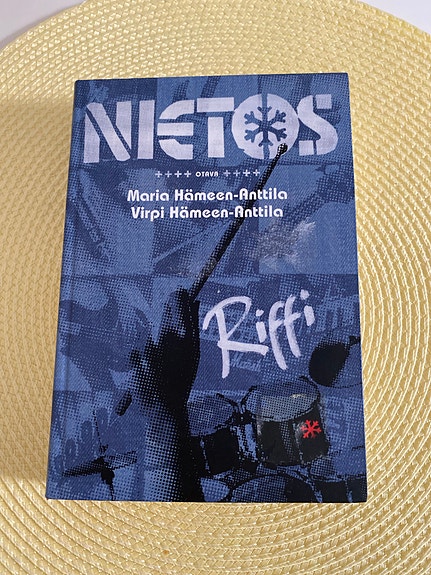 NIETOS
++++ OTAVA ++++
Maria Hämeen-Anttila
Virpi Hämeen-Anttila
Riffi